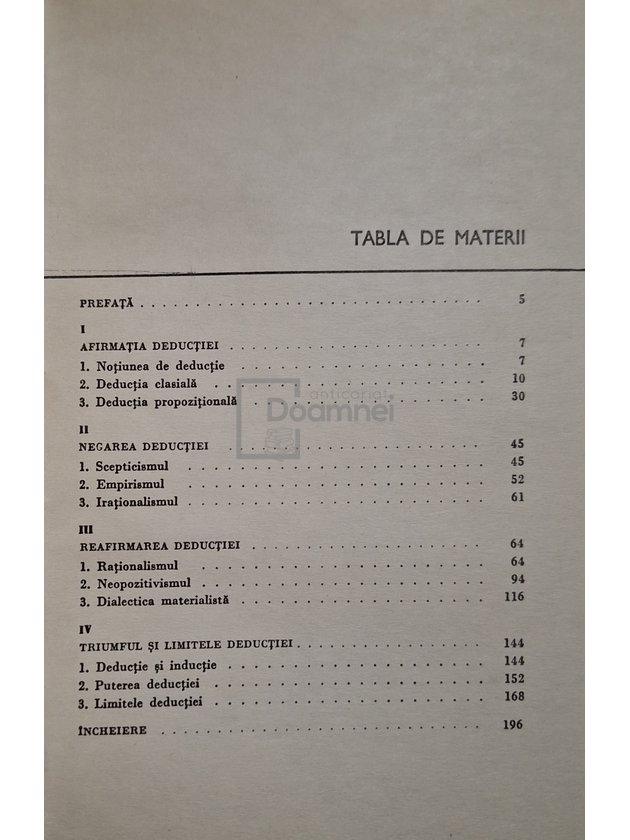 TABLA DE MATERII
PREFAȚĂ . . . . . . . . . . . . . . . . . . . . . . . . 5
I
AFIRMAȚIA DEDUCȚIEI . . . . . . . . . . . . . . . . . . 7
1. Noțiunea de deducție . . . . . . . . . . . . . . . . . . 7
2. Deducția clasială . . . . . . . . . . . . . . . . . . 10
3. Deducția propozițională . . . . . . . . . . . . . . . . . 30
anticariat
Doamnei
II
NEGAREA DEDUCȚIEI . . . . . . . . . . . . . . . . . . 45
1. Scepticismul . . . . . . . . . . . . . . . . . . . . . 45
2. Empirismul . . . . . . . . . . . . . . . . . . . . . 52
3. Iraționalismul . . . . . . . . . . . . . . . . . . . . . 61
III
REAFIRMAREA DEDUCȚIEI . . . . . . . . . . . . . . . . . 64
1. Raționalismul . . . . . . . . . . . . . . . . . . . . 64
2. Neopozitivismul . . . . . . . . . . . . . . . . . . . . 94
3. Dialectica materialistă . . . . . . . . . . . . . . . . . 116
IV
TRIUMFUL ȘI LIMITELE DEDUCȚIEI . . . . . . . . . . . . . . 144
1. Deducție și inducție . . . . . . . . . . . . . . . . . . 144
2. Puterea deducției . . . . . . . . . . . . . . . . . . . 152
3. Limitele deducției . . . . . . . . . . . . . . . . . . . 168
ÎNCHEIERE . . . . . . . . . . . . . . . . . . . . . . . 196